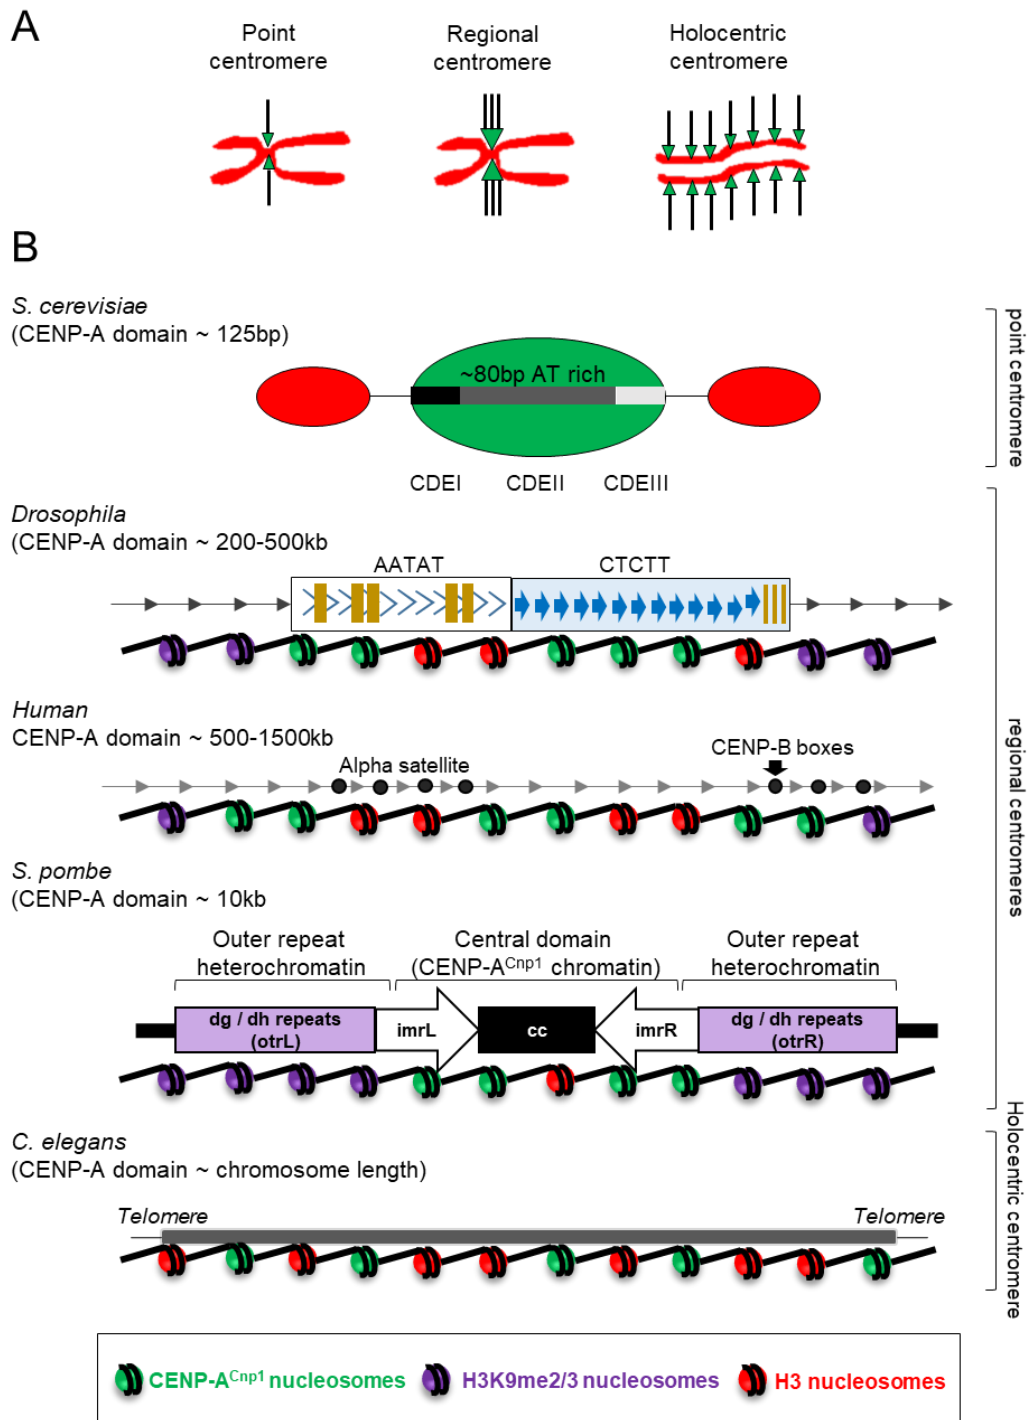 A
Point
centromere
Regional
centromere
Holocentric
centromere
B
S. cerevisiae
(CENP-A domain ~ 125bp)
~80bp AT rich
CDEI
CDEII
CDEIII
point centromere
Drosophila
(CENP-A domain ~ 200-500kb
AATAT
CTCTT
Human
CENP-A domain ~ 500-1500kb
Alpha satellite
CENP-B boxes
regional centromeres
S. pombe
(CENP-A domain ~ 10kb
Outer repeat
heterochromatin
Central domain
(CENP-ACnp1 chromatin)
Outer repeat
heterochromatin
dg / dh repeats
(otrL)
imrL
cc
imrR
dg / dh repeats
(otrR)
C. elegans
(CENP-A domain ~ chromosome length)
Telomere
Telomere
Holocentric centromere
CENP-ACnp1 nucleosomes
H3K9me2/3 nucleosomes
H3 nucleosomes